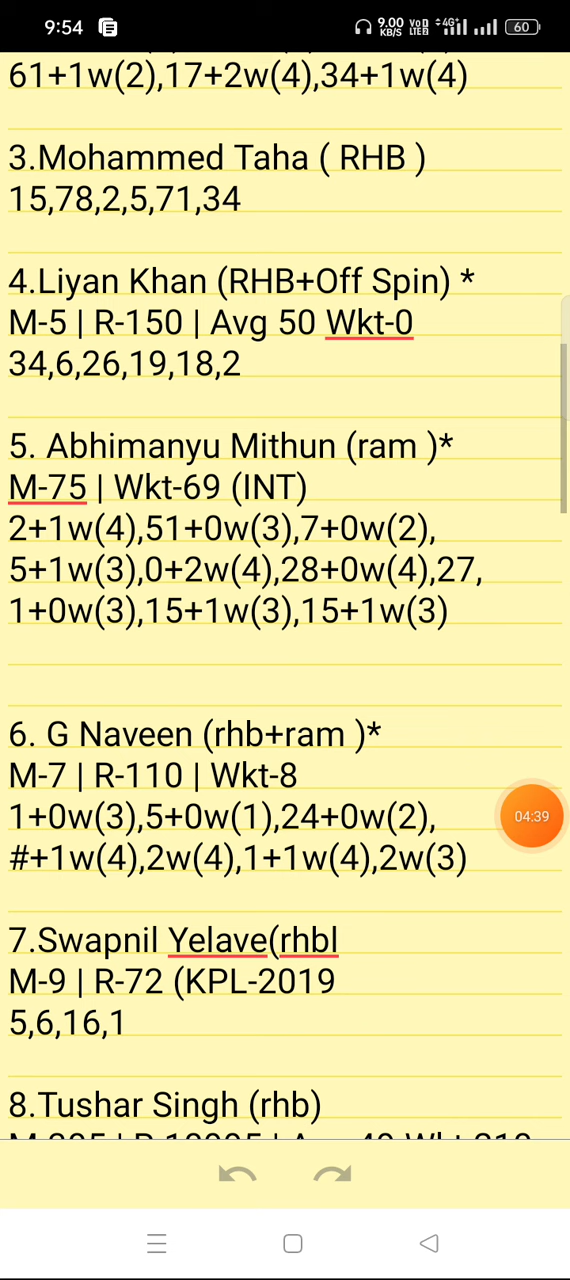 9:54 9.00 KB/S VoD LTE2 4G+ 60
61+1w(2),17+2w(4),34+1w(4)
3.Mohammed Taha ( RHB )
15,78,2,5,71,34
4.Liyan Khan (RHB+Off Spin) *
M-5 | R-150 | Avg 50 Wkt-0
34,6,26,19,18,2
5. Abhimanyu Mithun (ram )*
M-75 | Wkt-69 (INT)
2+1w(4),51+0w(3),7+0w(2),
5+1w(3),0+2w(4),28+0w(4),27,
1+0w(3),15+1w(3),15+1w(3)
6. G Naveen (rhb+ram )*
M-7 | R-110 | Wkt-8
1+0w(3),5+0w(1),24+0w(2),
04:39
#+1w(4),2w(4),1+1w(4),2w(3)
7.Swapnil Yelave(rhbl
M-9 | R-72 (KPL-2019
5,6,16,1
8.Tushar Singh (rhb)